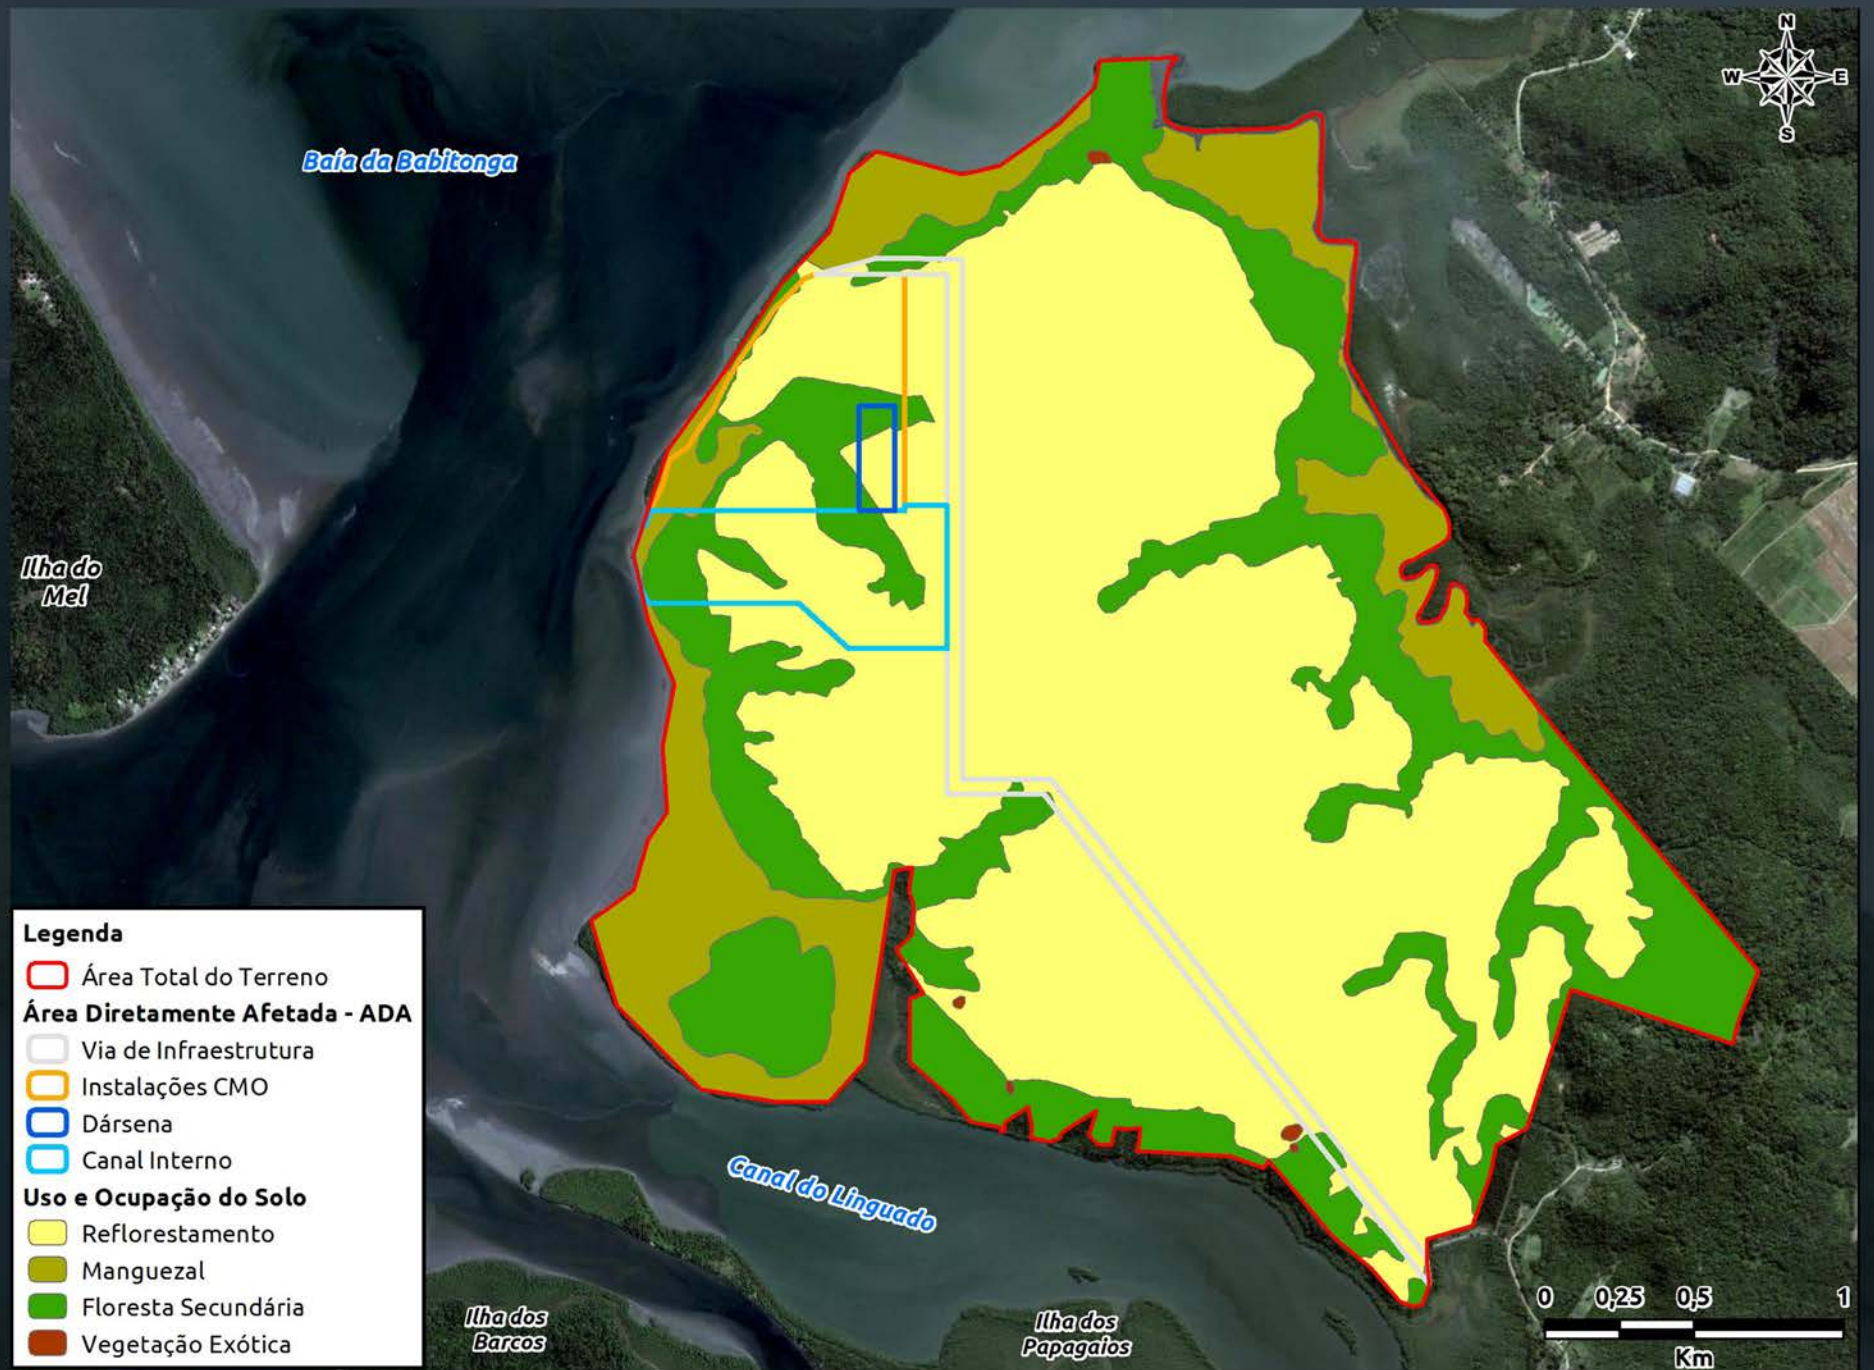 N
W
E
S
Baía da Babitonga
Ilha do
Mel
Legenda
Área Total do Terreno
Área Diretamente Afetada - ADA
Via de Infraestrutura
Instalações CMO
Dársena
Canal Interno
Uso e Ocupação do Solo
Reflorestamento
Manguezal
Floresta Secundária
Vegetação Exótica
Canal do Linguado
Ilha dos
Barcos
Ilha dos
Papagaios
0 0,25 0,5 1
Km